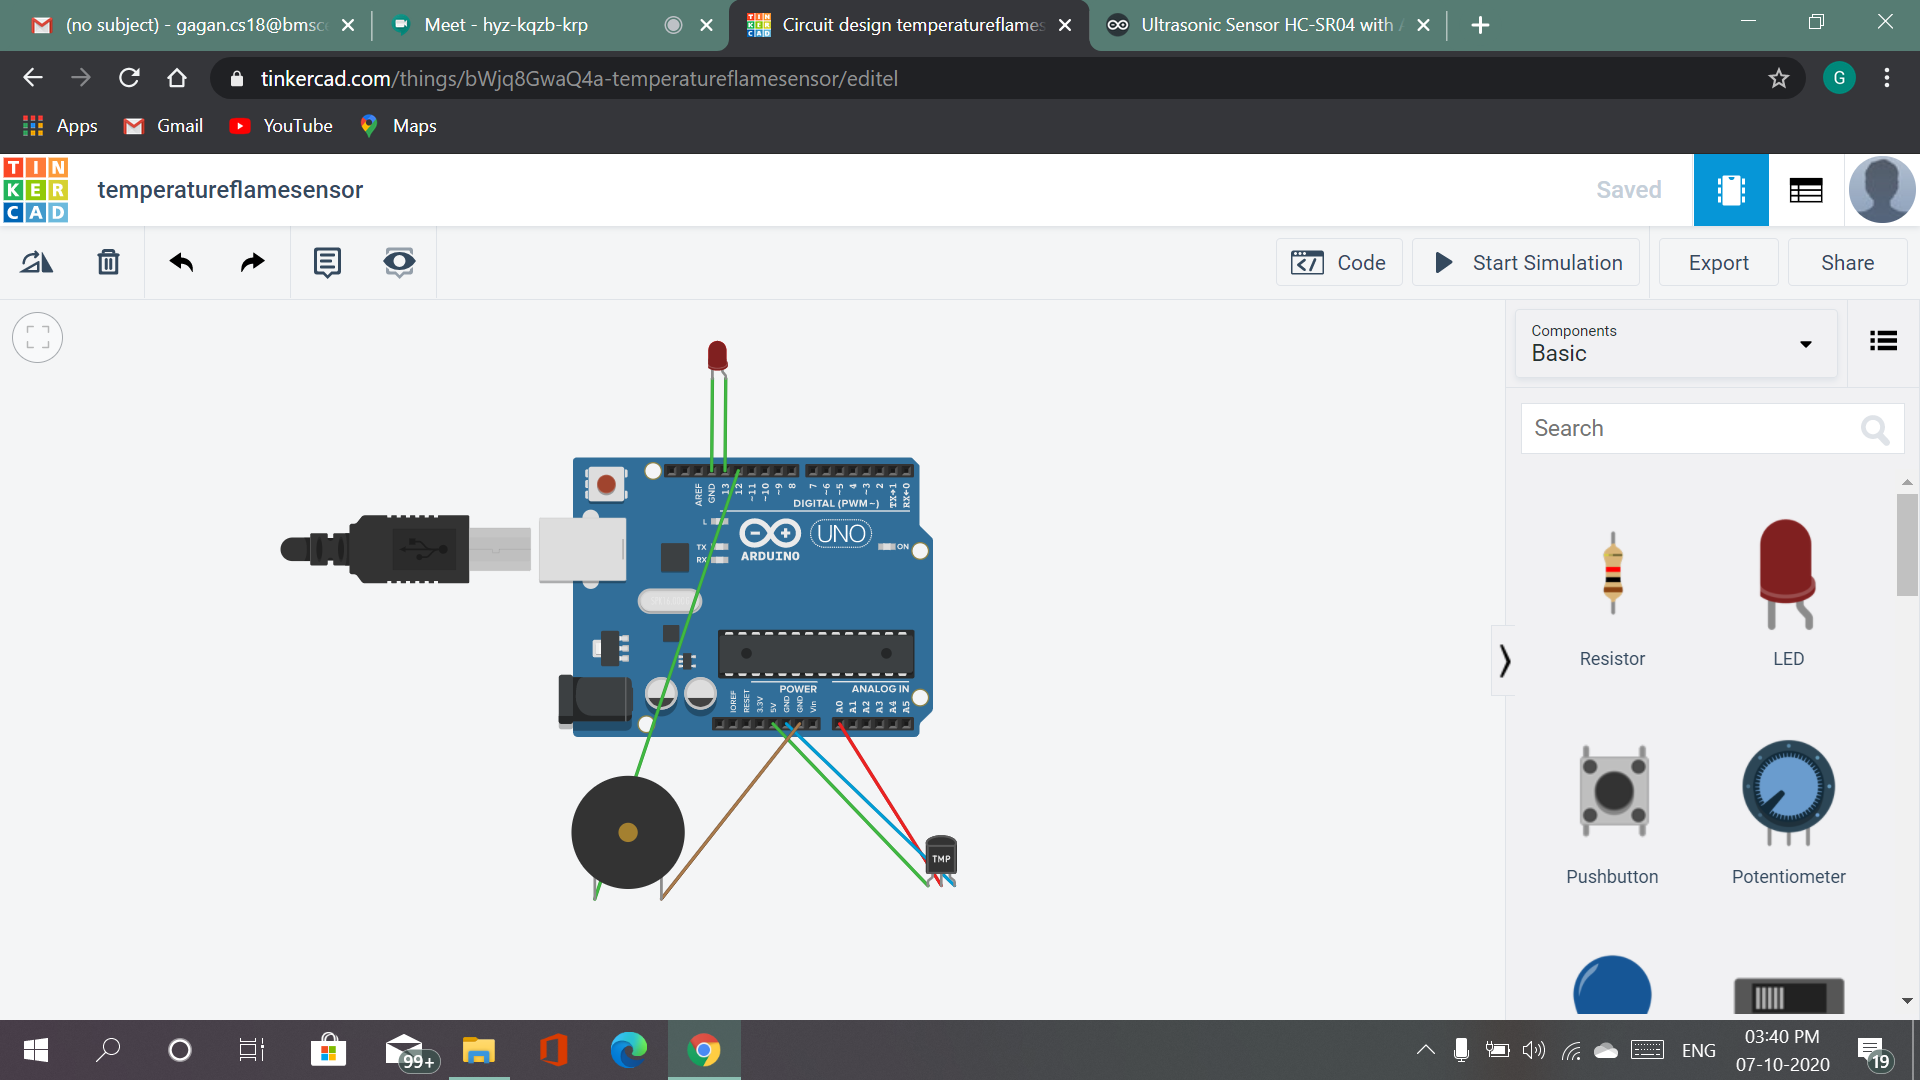 (no subject) - gagan.cs18@bmsc
Meet - hyz-kqzb-krp
Circuit design temperatureflames
Ultrasonic Sensor HC-SR04 with A
tinkercad.com/things/bWjq8GwaQ4a-temperatureflamesensor/editel
G
Apps
Gmail
YouTube
Maps
TIN
KER
CAD
temperatureflamesensor
Saved
Code
Start Simulation
Export
Share
Components
Basic
Search
AREF
GND
13
12
~11
~10
~9
8
7
~6
~5
4
~3
2
TX→1
RX←0
DIGITAL (PWM~)
L
TX
RX
ARDUINO
UNO
ON
POWER
ANALOG IN
IOREF
RESET
3.3V
5V
GND
GND
Vin
A0
A1
A2
A3
A4
A5
TMP
Resistor
LED
Pushbutton
Potentiometer
99+
ENG
03:40 PM
07-10-2020
19